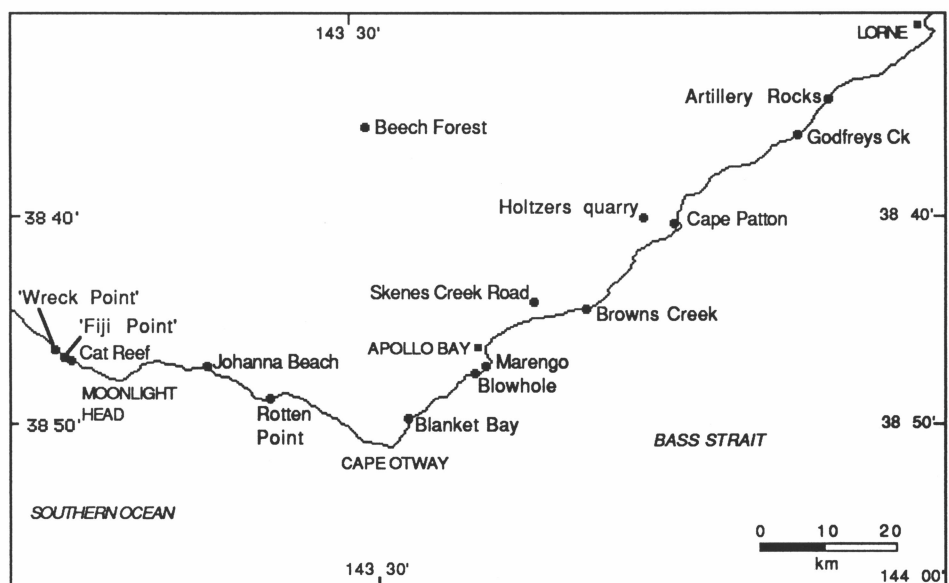 143 30'
LORNE
Artillery Rocks
Beech Forest
Godfreys Ck
Holtzers quarry
38 40'
38 40'
Cape Patton
'Wreck Point'
Skenes Creek Road
Browns Creek
'Fiji Point'
Cat Reef
APOLLO BAY
Johanna Beach
Marengo
Blowhole
MOONLIGHT
HEAD
Rotten
Point
Blanket Bay
38 50'
38 50'
BASS STRAIT
CAPE OTWAY
SOUTHERN OCEAN
0 10 20
km
143 30'
144 00'